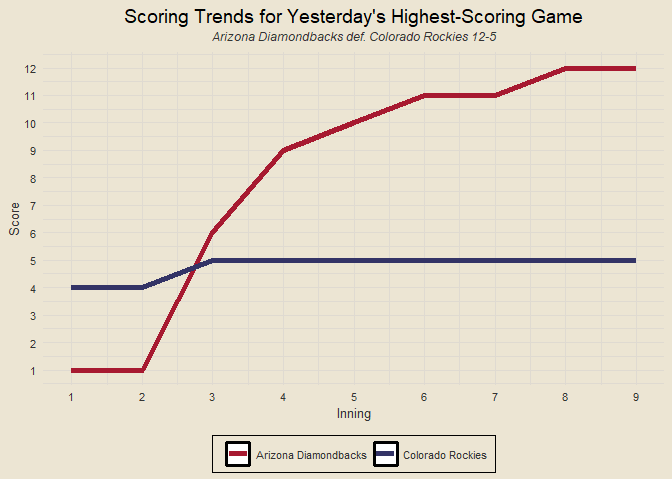 Scoring Trends for Yesterday's Highest-Scoring Game
Arizona Diamondbacks def. Colorado Rockies 12-5
Score
12
11
10
9
8
7
6
5
4
3
2
1
1 2 3 4 5 6 7 8 9
Inning
Arizona Diamondbacks Colorado Rockies